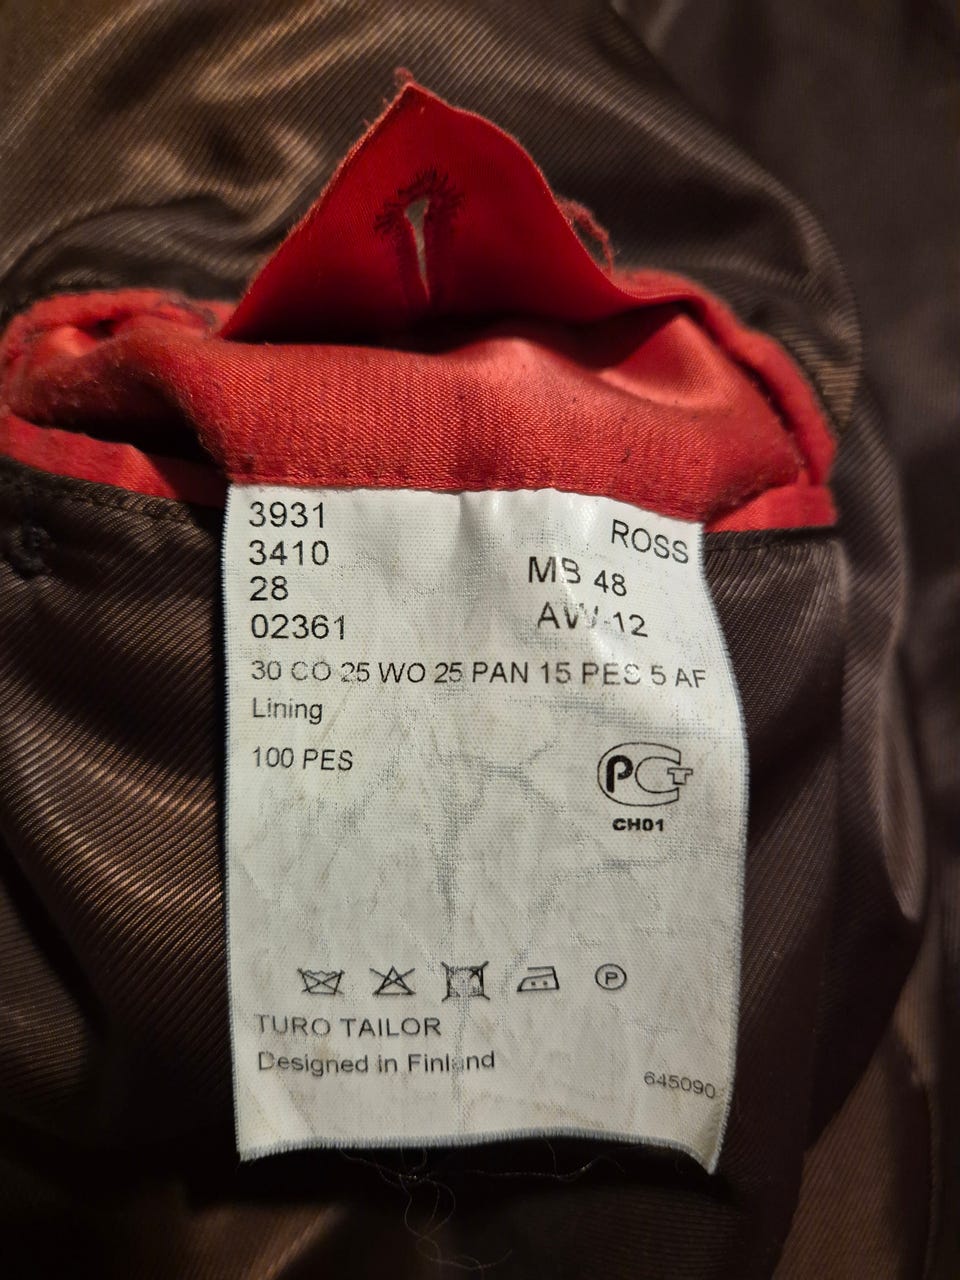 3931
ROSS
3410
MB 48
28
AW-12
02361
30 CO 25 WO 25 PAN 15 PES 5 AF
Lining
100 PES
РСТ
CH01
P
TURO TAILOR
Designed in Finland
645090